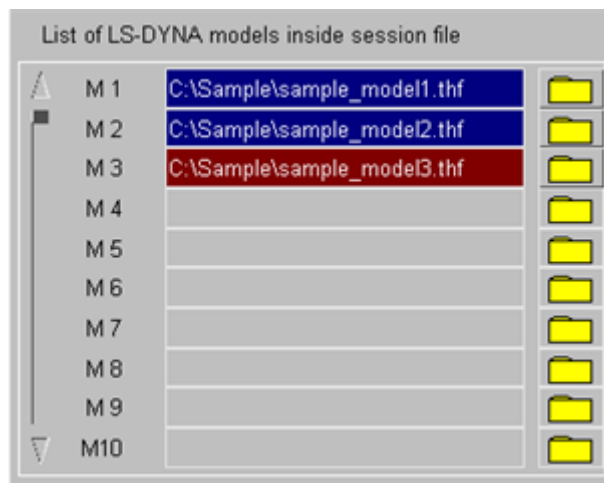 List of LS-DYNA models inside session file
M 1 C:\Sample\sample_model1.thf
M 2 C:\Sample\sample_model2.thf
M 3 C:\Sample\sample_model3.thf
M 4
M 5
M 6
M 7
M 8
M 9
M10